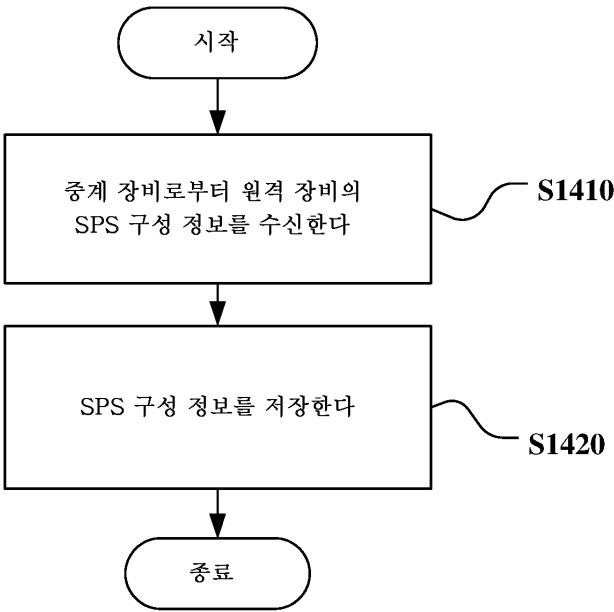 시작
중계 장비로부터 원격 장비의
SPS 구성 정보를 수신한다
S1410
SPS 구성 정보를 저장한다
S1420
종료